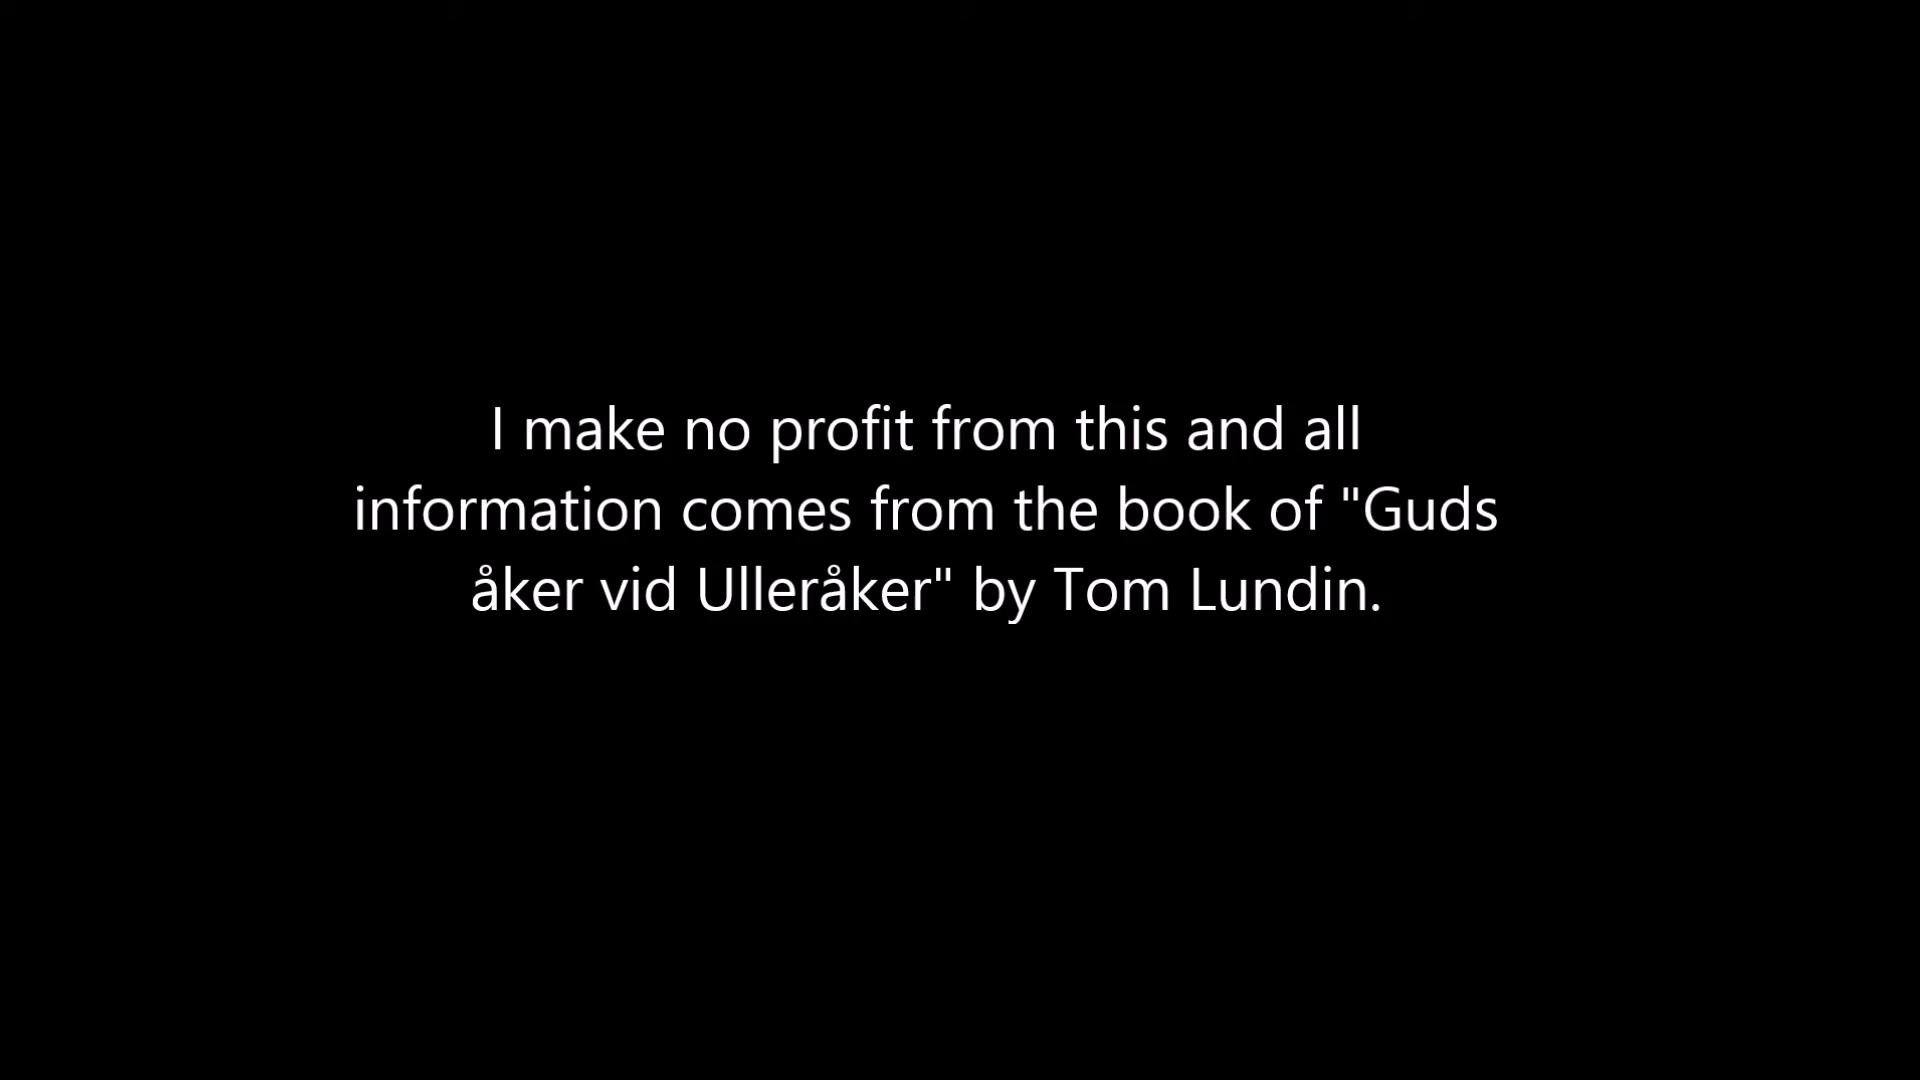 I make no profit from this and all
information comes from the book of "Guds
åker vid Ulleråker" by Tom Lundin.